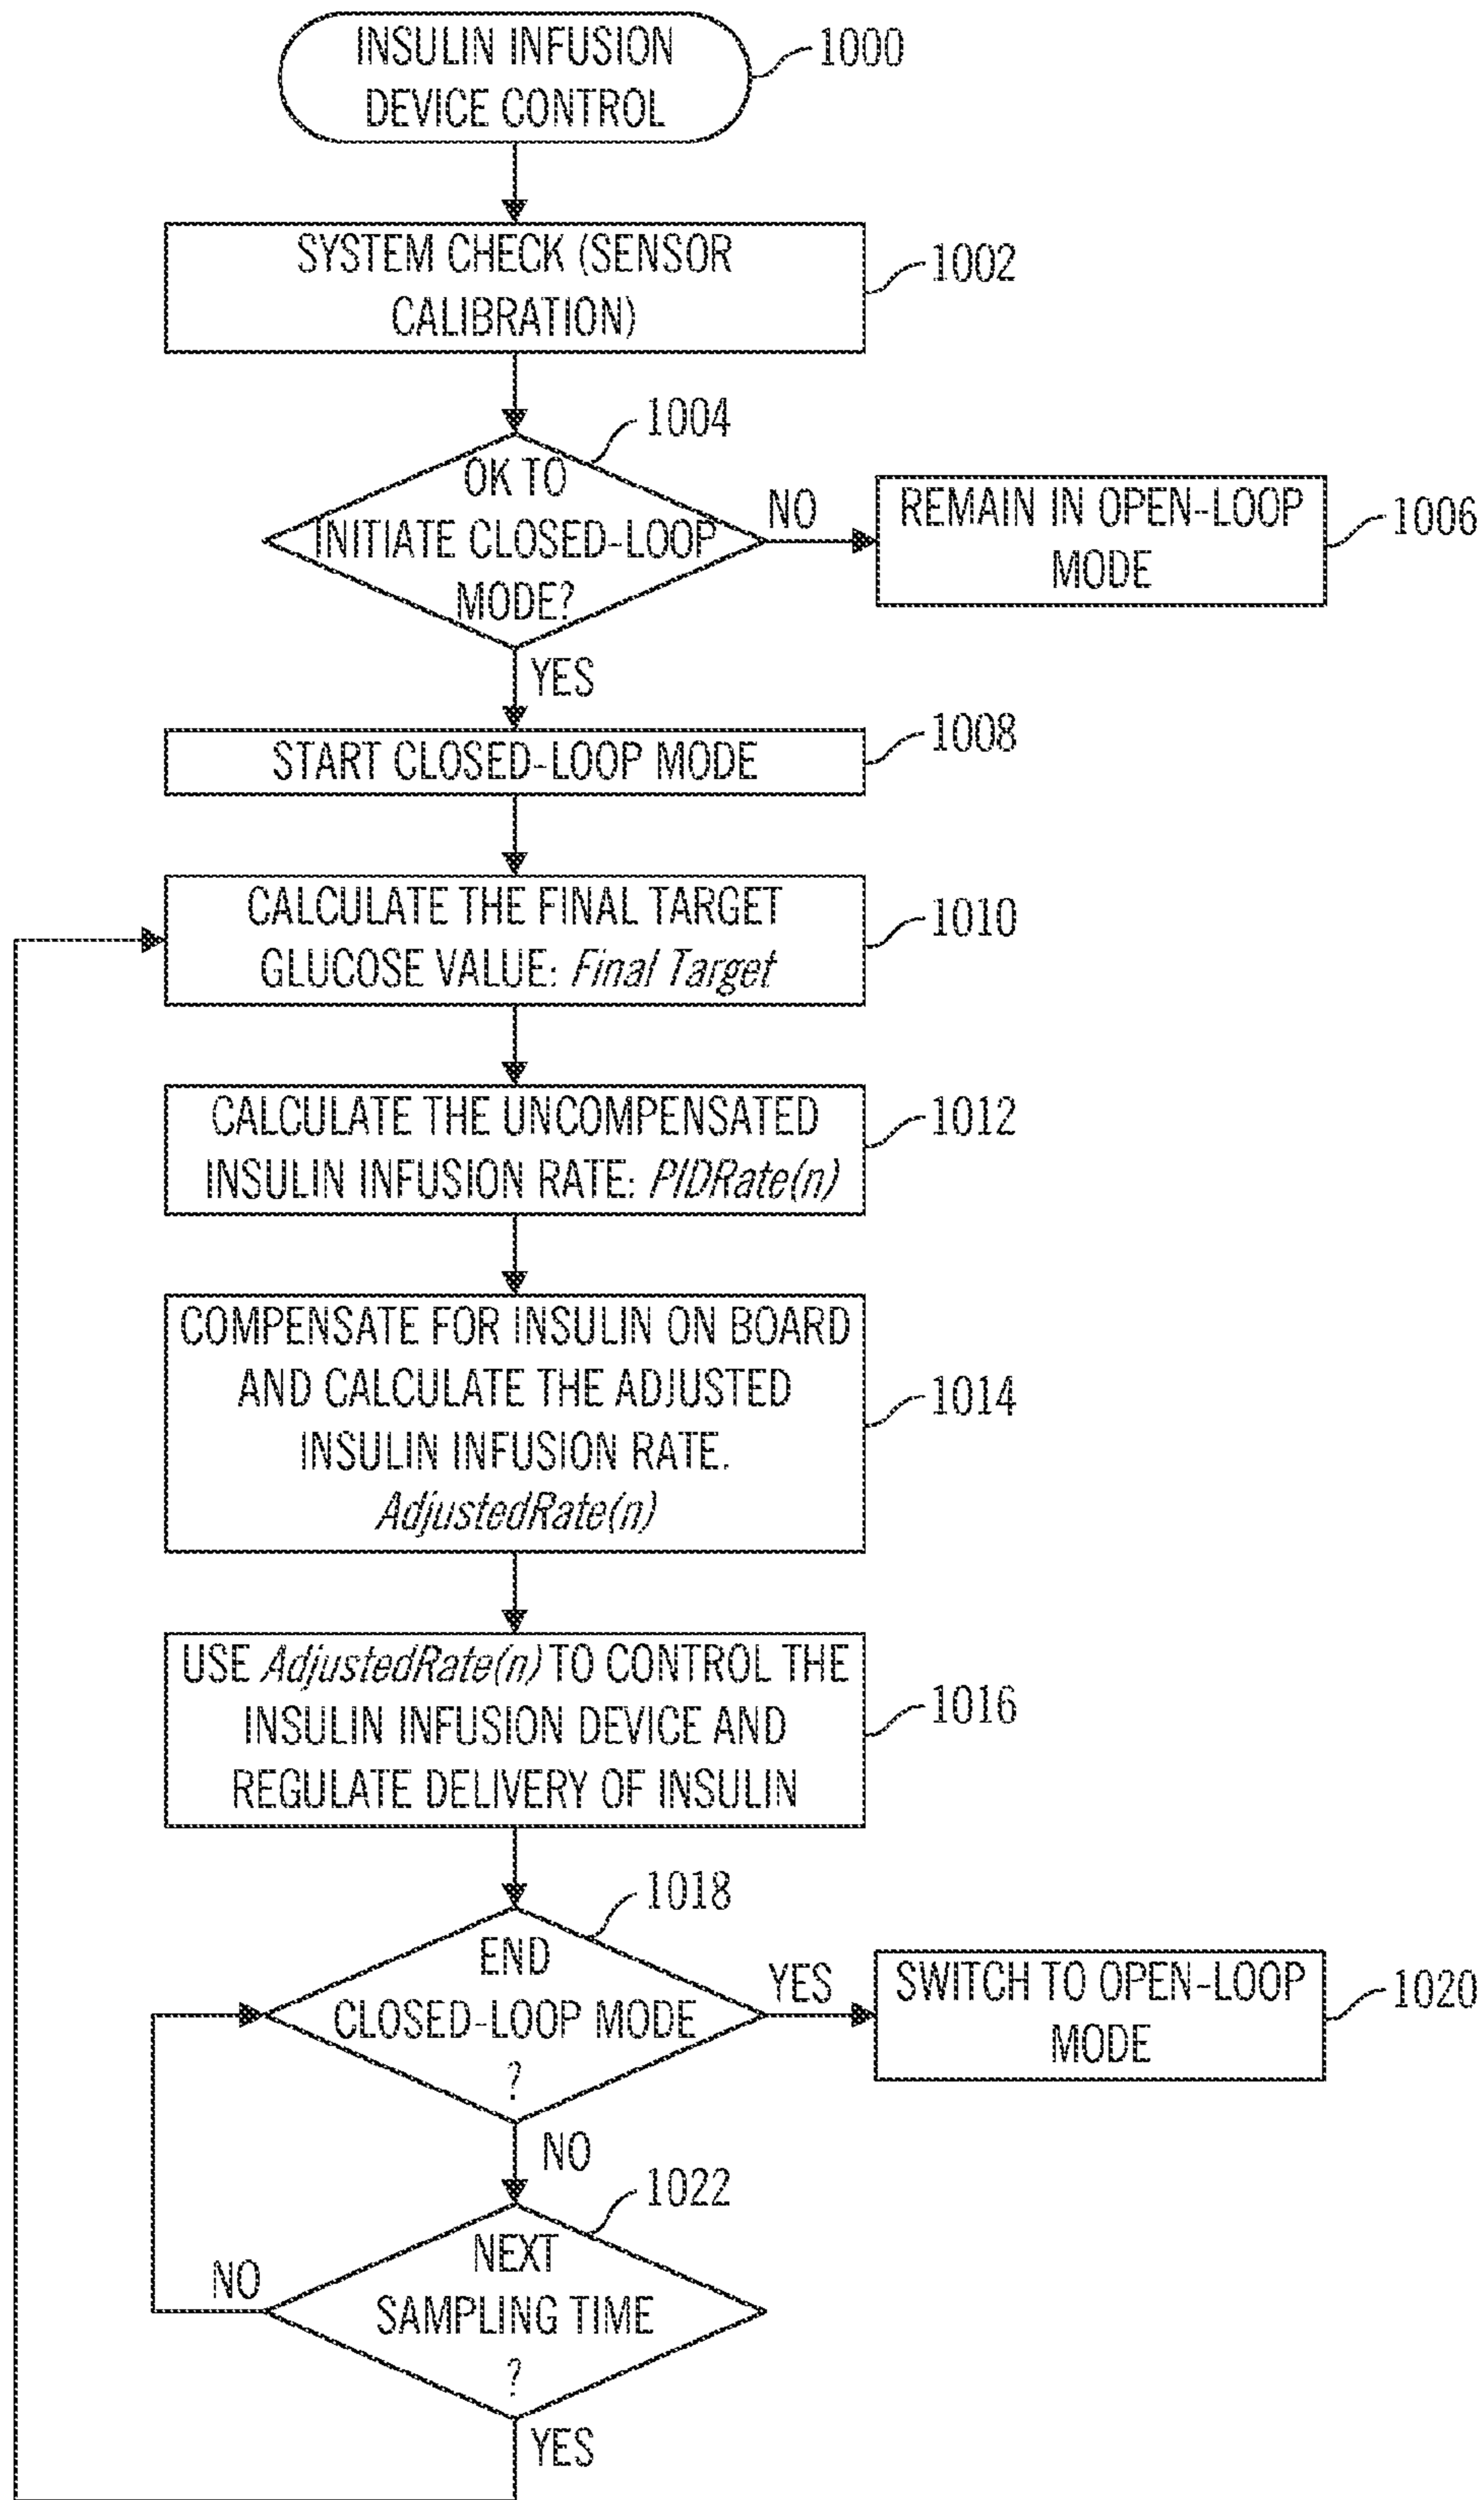 INSULIN INFUSION
DEVICE CONTROL
1000
SYSTEM CHECK (SENSOR
CALIBRATION)
1002
1004
OK TO
INITIATE CLOSED-LOOP
MODE?
NO
REMAIN IN OPEN-LOOP
MODE
1006
YES
START CLOSED-LOOP MODE
1008
CALCULATE THE FINAL TARGET
GLUCOSE VALUE: Final Target
1010
CALCULATE THE UNCOMPENSATED
INSULIN INFUSION RATE: PIDRate(n)
1012
COMPENSATE FOR INSULIN ON BOARD
AND CALCULATE THE ADJUSTED
INSULIN INFUSION RATE.
AdjustedRate(n)
1014
USE AdjustedRate(n) TO CONTROL THE
INSULIN INFUSION DEVICE AND
REGULATE DELIVERY OF INSULIN
1016
1018
END
CLOSED-LOOP MODE
?
YES
SWITCH TO OPEN-LOOP
MODE
1020
NO
1022
NEXT
SAMPLING TIME
?
NO
YES